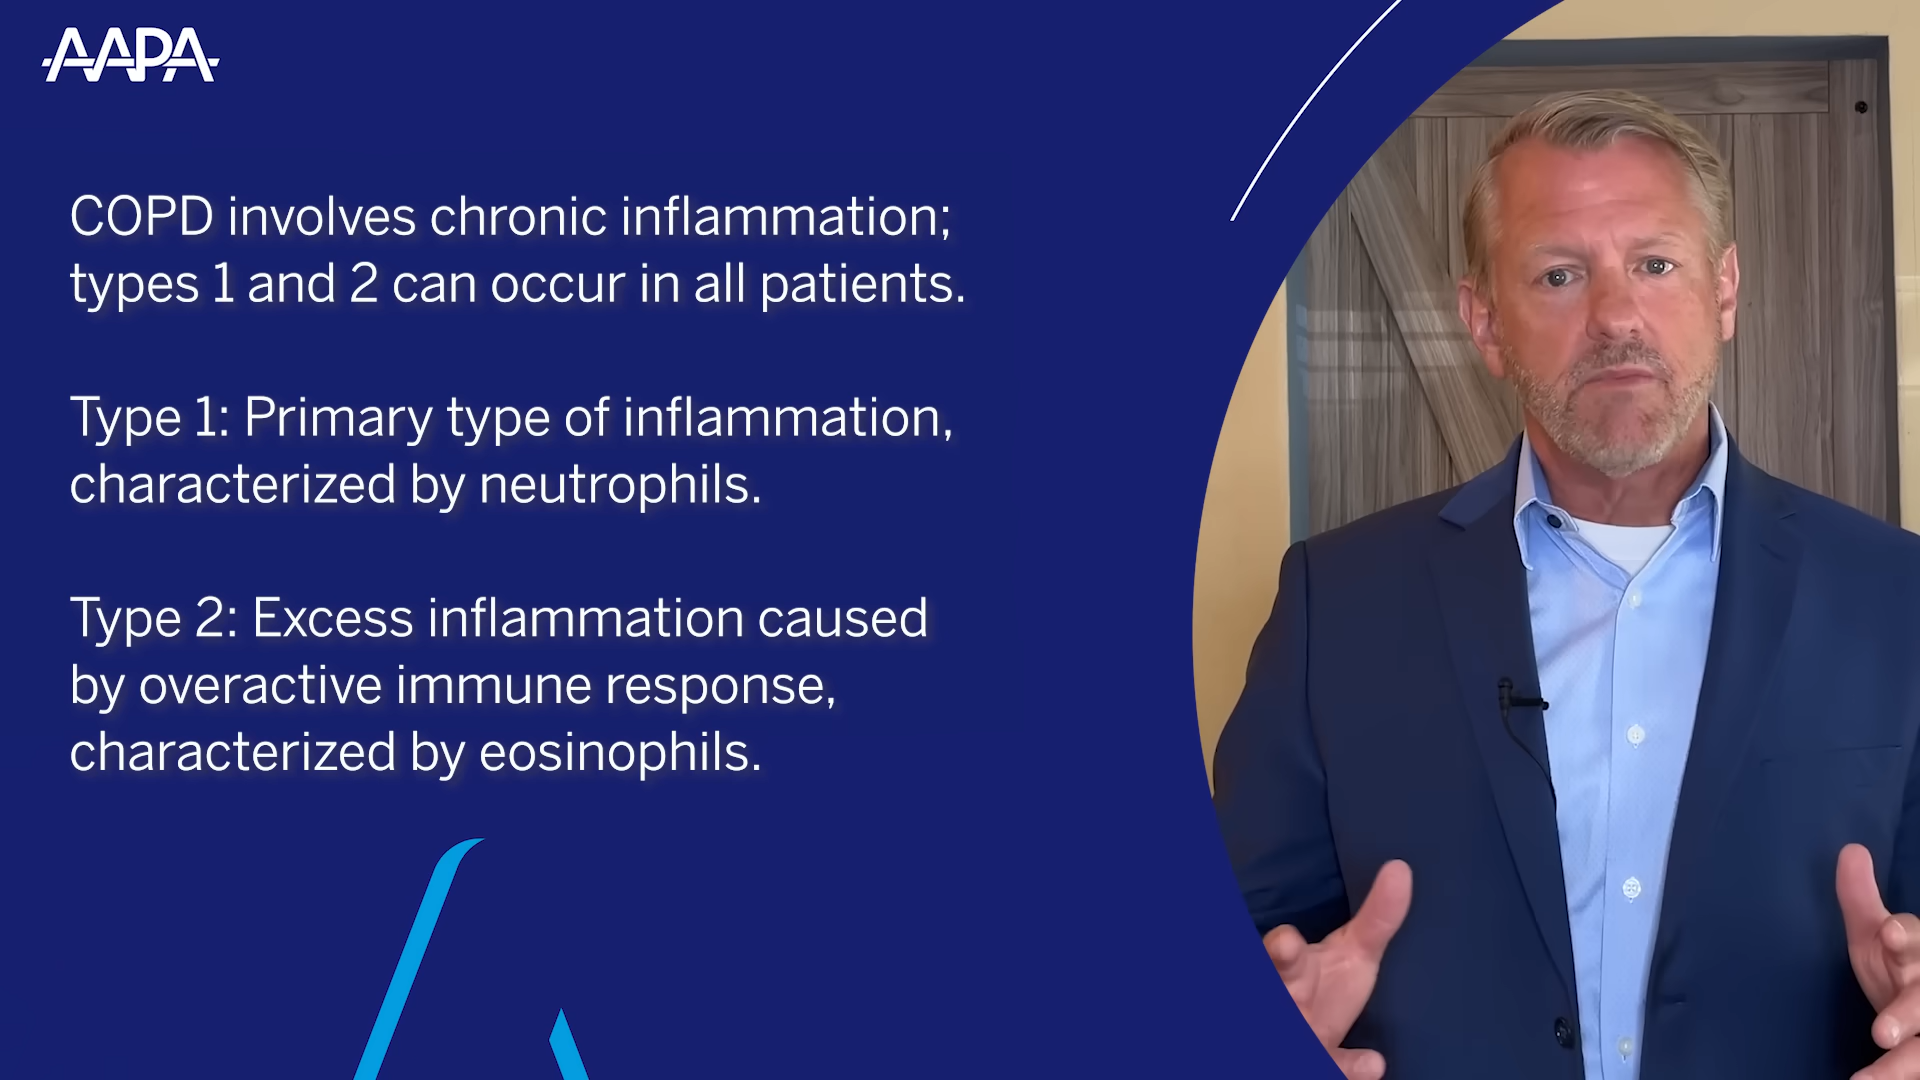 AAPA
COPD involves chronic inflammation;
types 1 and 2 can occur in all patients.
Type 1: Primary type of inflammation,
characterized by neutrophils.
Type 2: Excess inflammation caused
by overactive immune response,
characterized by eosinophils.